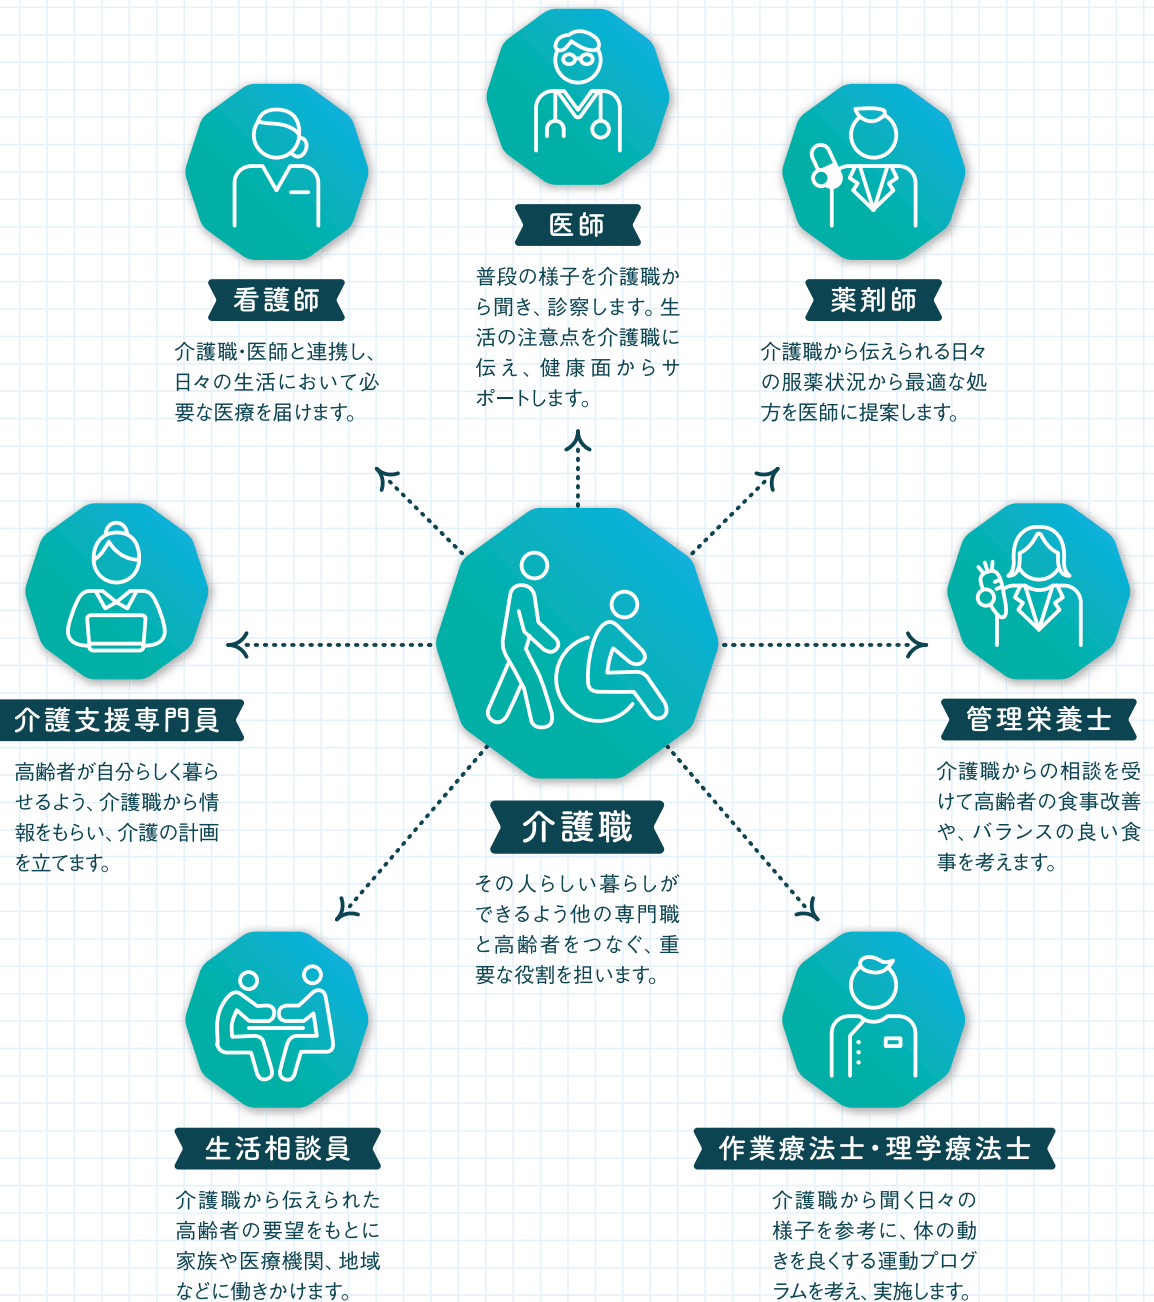 医師
普段の様子を介護職か
ら聞き、診察します。生
活の注意点を介護職に
伝え、健康面からサ
ポートします。
看護師
介護職・医師と連携し、
日々の生活において必
要な医療を届けます。
薬剤師
介護職から伝えられる日々
の服薬状況から最適な処
方を医師に提案します。
介護支援専門員
高齢者が自分らしく暮ら
せるよう、介護職から情
報をもらい、介護の計画
を立てます。
介護職
その人らしい暮らしが
できるよう他の専門職
と高齢者をつなぐ、重
要な役割を担います。
管理栄養士
介護職からの相談を受
けて高齢者の食事改善
や、バランスの良い食
事を考えます。
生活相談員
介護職から伝えられた
高齢者の要望をもとに
家族や医療機関、地域
などに働きかけます。
作業療法士・理学療法士
介護職から聞く日々の
様子を参考に、体の動
きを良くする運動プログ
ラムを考え、実施します。